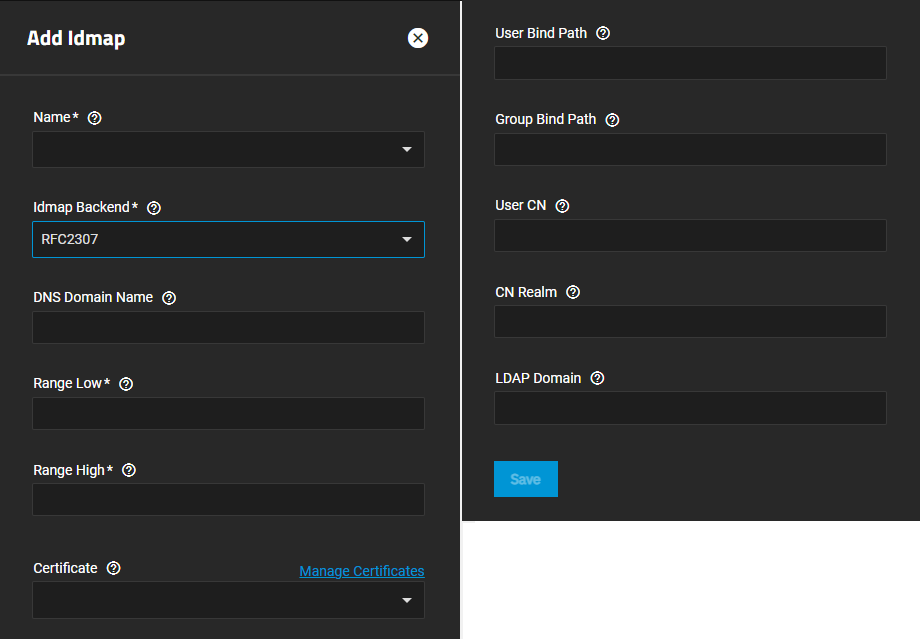 Add Idmap
Name*
Idmap Backend*
RFC2307
DNS Domain Name
Range Low*
Range High*
Certificate
Manage Certificates
User Bind Path
Group Bind Path
User CN
CN Realm
LDAP Domain
Save